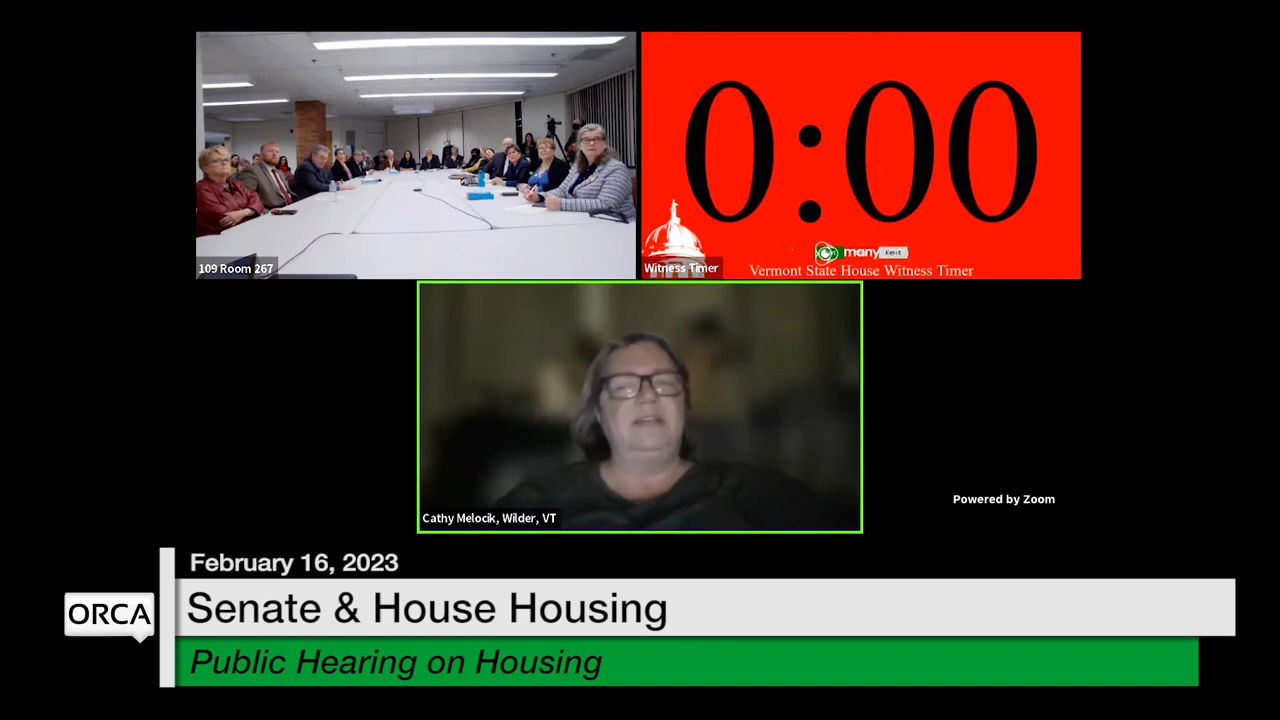 0:00
many
109 Room 267
Witness Timer
Vermont State House Witness Timer
Cathy Melocik, Wilder, VT
Powered by Zoom
February 16, 2023
ORCA
Senate & House Housing
Public Hearing on Housing